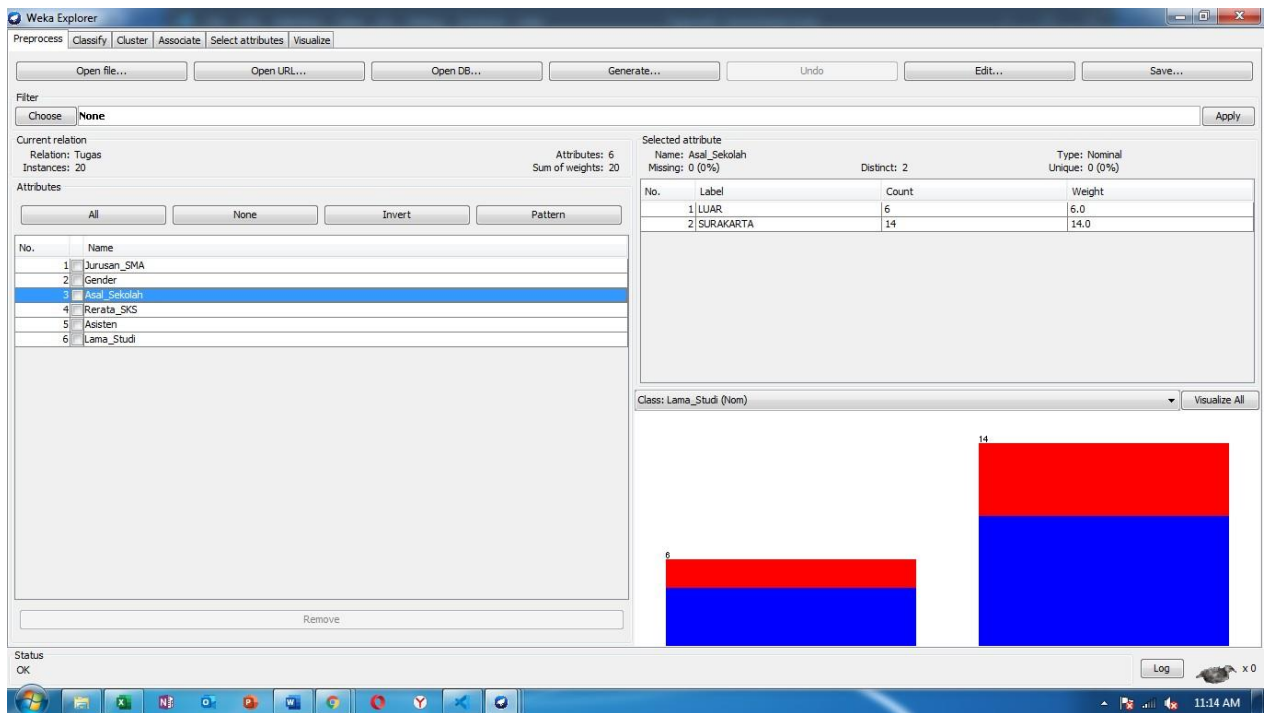 Weka Explorer
Preprocess Classify Cluster Associate Select attributes Visualize
Open file... Open URL... Open DB... Generate... Undo Edit... Save...
Filter
Choose None Apply
Current relation
Relation: Tugas Attributes: 6
Instances: 20 Sum of weights: 20
Attributes
All None Invert Pattern
No. Name
1 Jurusan_SMA
2 Gender
3 Asal_Sekolah
4 Rerata_SKS
5 Asisten
6 Lama_Studi
Remove
Selected attribute
Name: Asal_Sekolah Type: Nominal
Missing: 0 (0%) Distinct: 2 Unique: 0 (0%)
No. Label Count Weight
1 LUAR 6 6.0
2 SURAKARTA 14 14.0
Class: Lama_Studi (Nom) Visualize All
14
6
Status
OK Log x 0
11:14 AM